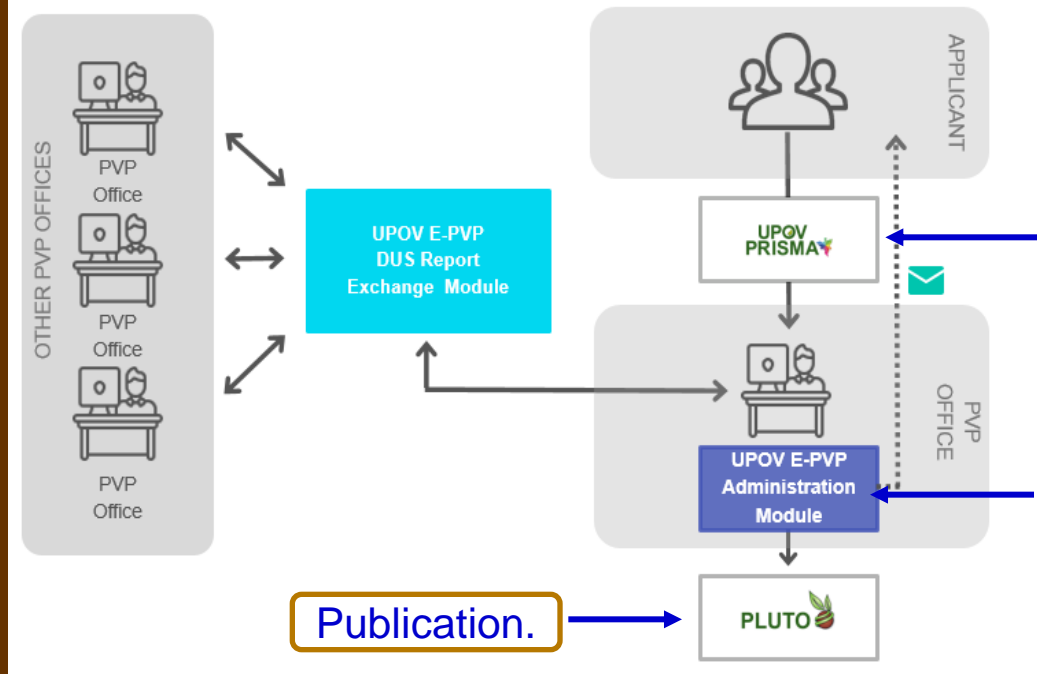 OTHER PVP OFFICES
PVP
Office
PVP
Office
PVP
Office
UPOV E-PVP
DUS Report
Exchange Module
APPLICANT
UPOV
PRISMA
PVP
OFFICE
UPOV E-PVP
Administration
Module
Publication.
PLUTO